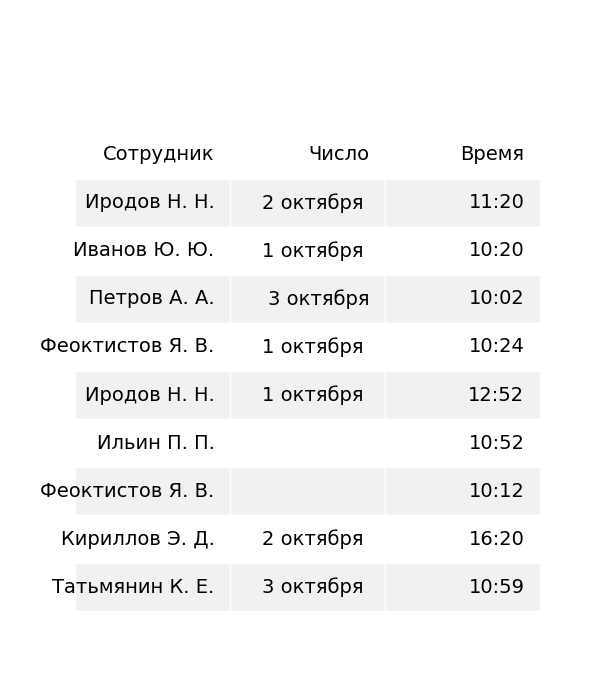 Сотрудник Число Время
Иродов Н. Н. 2 октября 11:20
Иванов Ю. Ю. 1 октября 10:20
Петров А. А. 3 октября 10:02
Феоктистов Я. В. 1 октября 10:24
Иродов Н. Н. 1 октября 12:52
Ильин П. П. 10:52
Феоктистов Я. В. 10:12
Кириллов Э. Д. 2 октября 16:20
Татьмянин К. Е. 3 октября 10:59